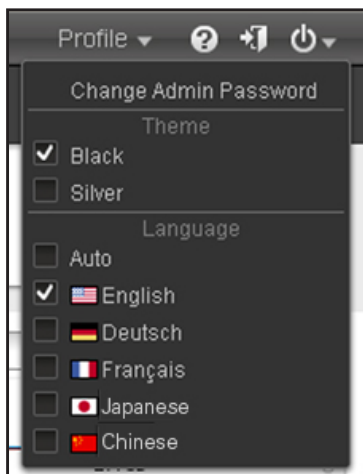 Profile
Change Admin Password
Theme
Black
Silver
Language
Auto
English
Deutsch
Français
Japanese
Chinese